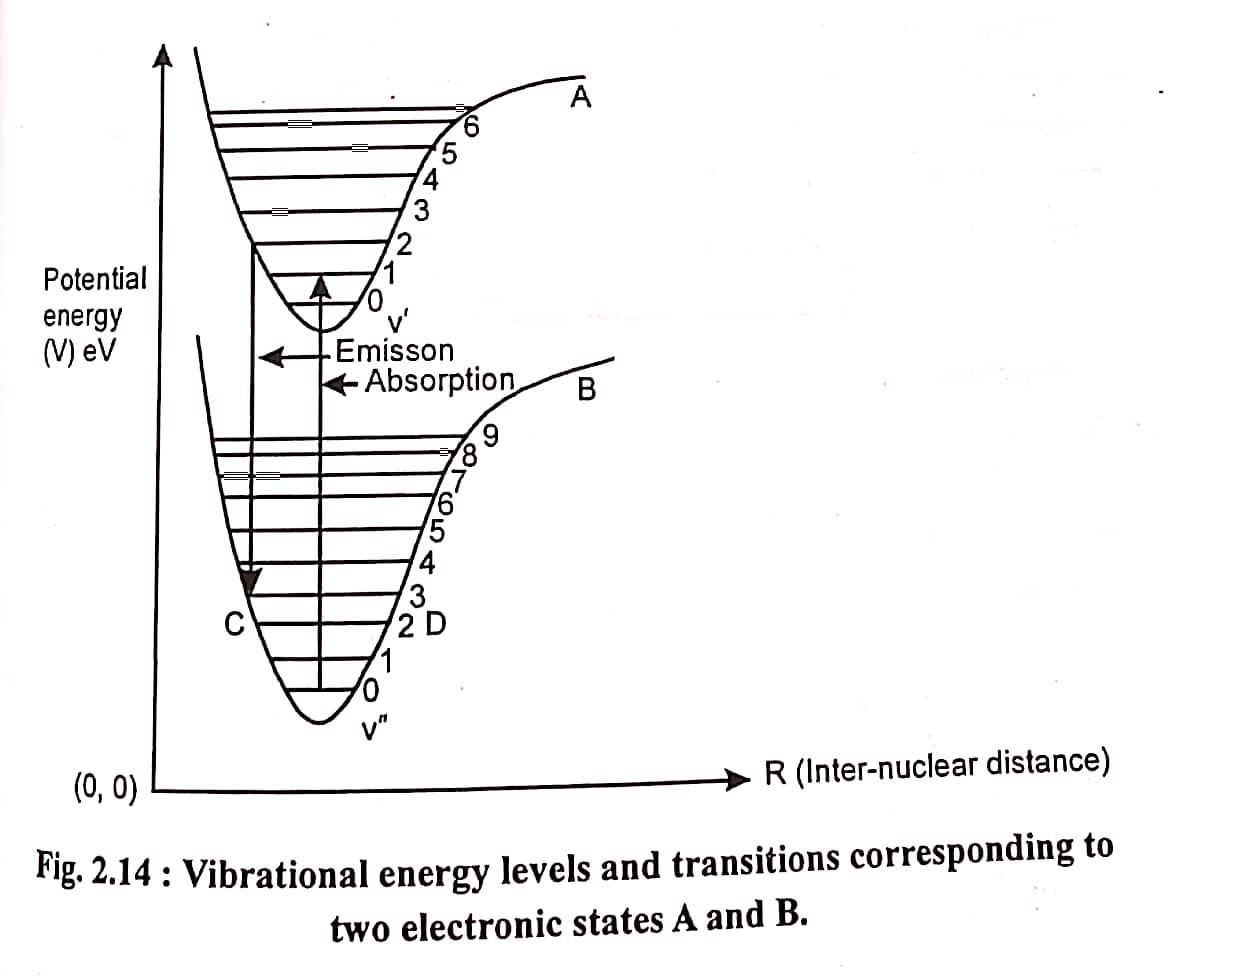 A
6
5
4
3
2
1
0
v'
Potential
energy
(V) eV
Emisson
Absorption
B
9
8
7
6
5
4
3
C
2 D
1
0
v"
(0, 0)
R (Inter-nuclear distance)
Fig. 2.14 : Vibrational energy levels and transitions corresponding to
two electronic states A and B.